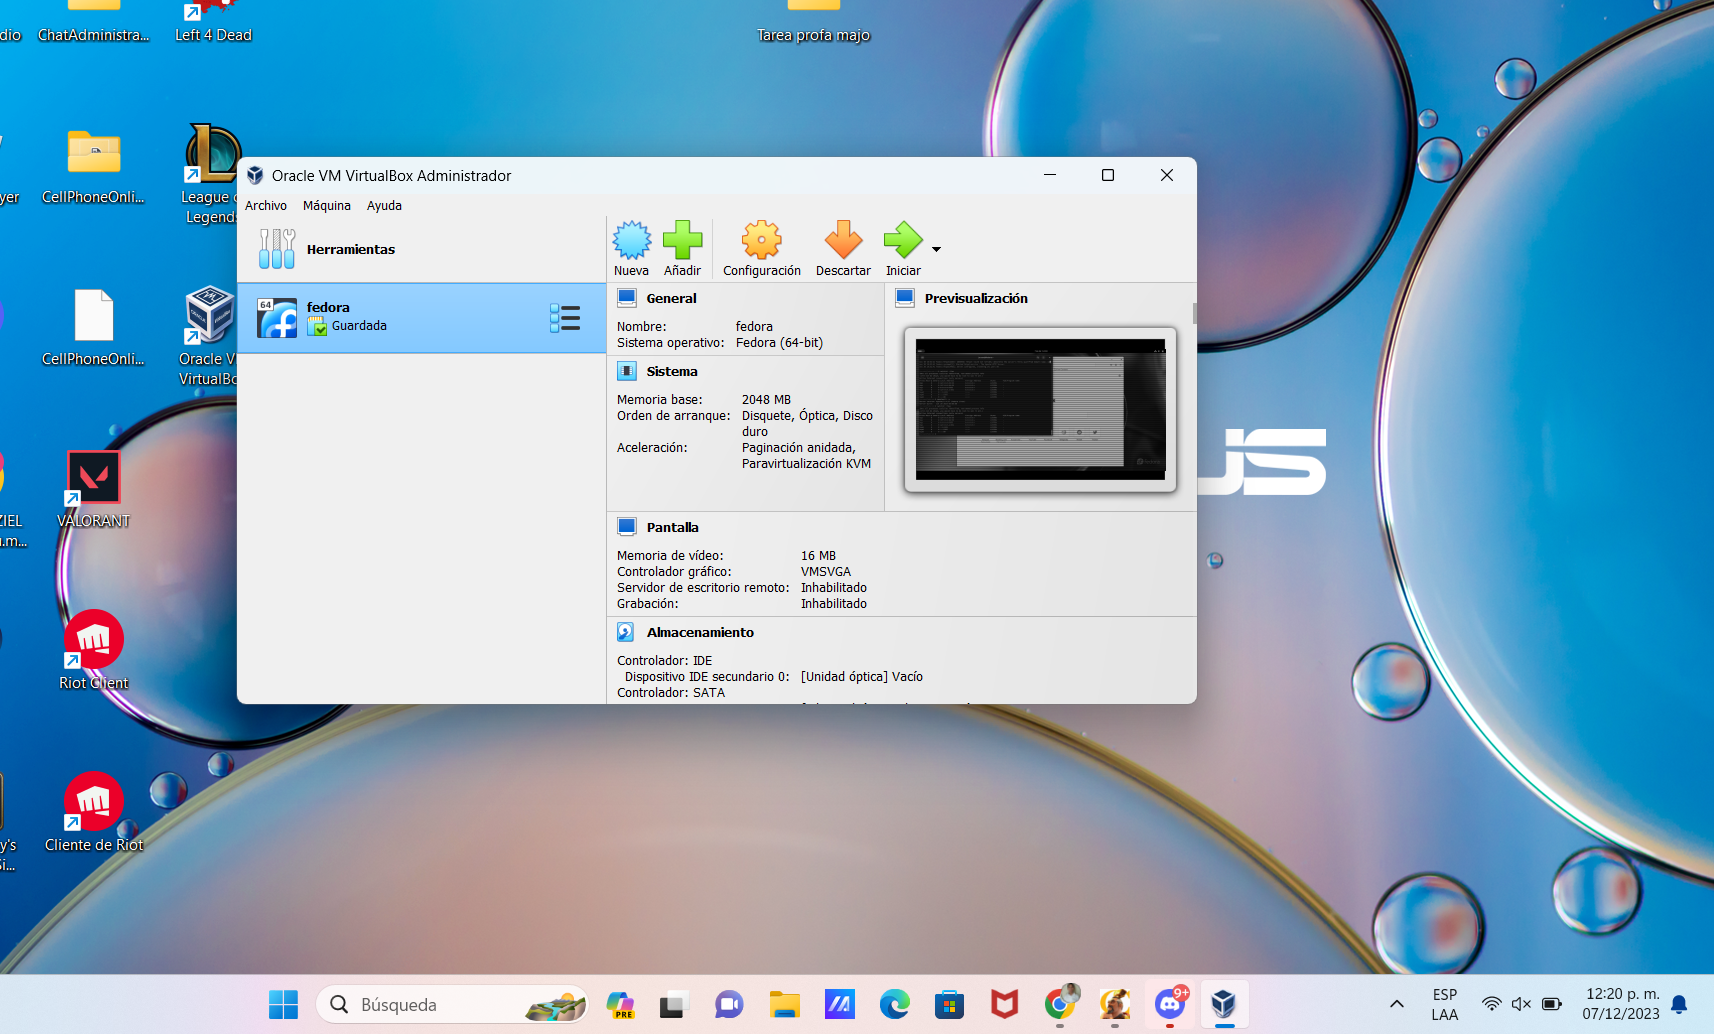 dio
ChatAdministra...
Left 4 Dead
Tarea profa majo
yer
CellPhoneOnli...
League o
Legends
CellPhoneOnli...
Oracle V
VirtualBo
ZIEL
.m...
VALORANT
Riot Client
y's
Si...
Cliente de Riot
Oracle VM VirtualBox Administrador
Archivo Máquina Ayuda
Herramientas
Nueva Añadir Configuración Descartar Iniciar
64
fedora
Guardada
General
Nombre: fedora
Sistema operativo: Fedora (64-bit)
Previsualización
Sistema
Memoria base: 2048 MB
Orden de arranque: Disquete, Óptica, Disco
duro
Aceleración: Paginación anidada,
Paravirtualización KVM
Pantalla
Memoria de vídeo: 16 MB
Controlador gráfico: VMSVGA
Servidor de escritorio remoto: Inhabilitado
Grabación: Inhabilitado
Almacenamiento
Controlador: IDE
Dispositivo IDE secundario 0: [Unidad óptica] Vacío
Controlador: SATA
US
Búsqueda
PRE
9+
ESP
LAA
12:20 p. m.
07/12/2023